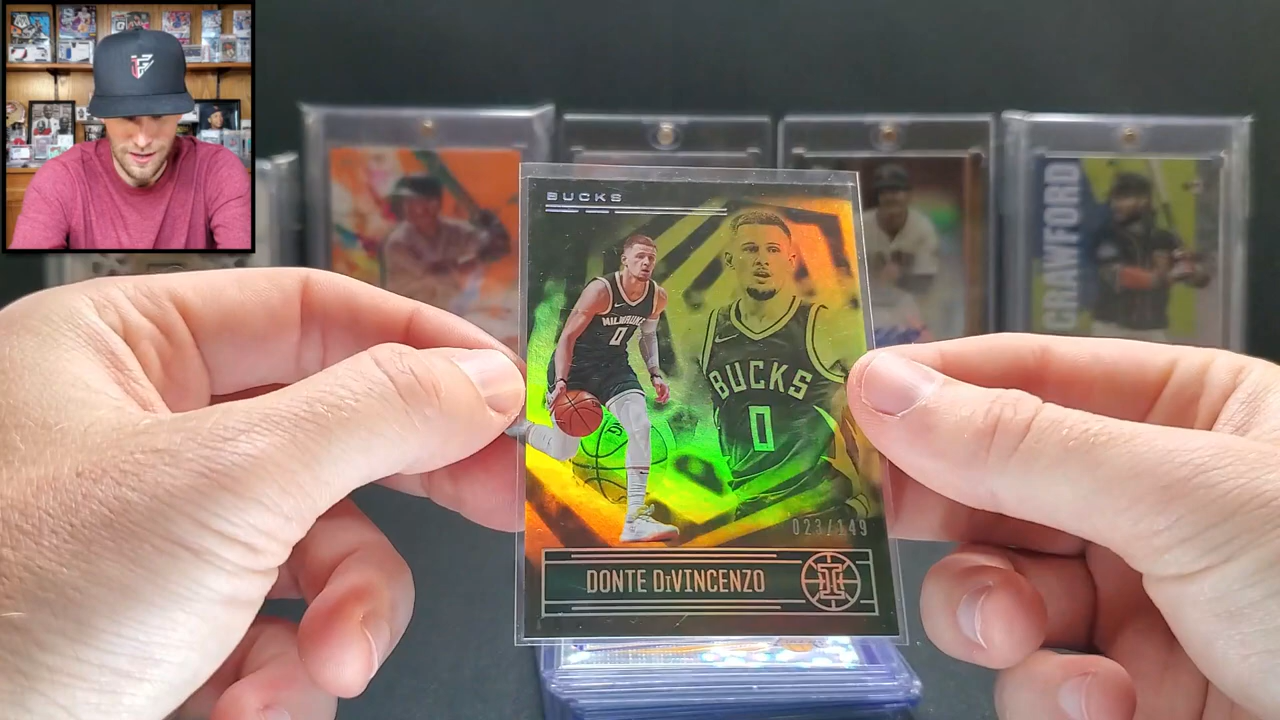 BUCKS
MILWAUKEE
0
BUCKS
0
023/149
DONTE DiVINCENZO
CRAWFORD